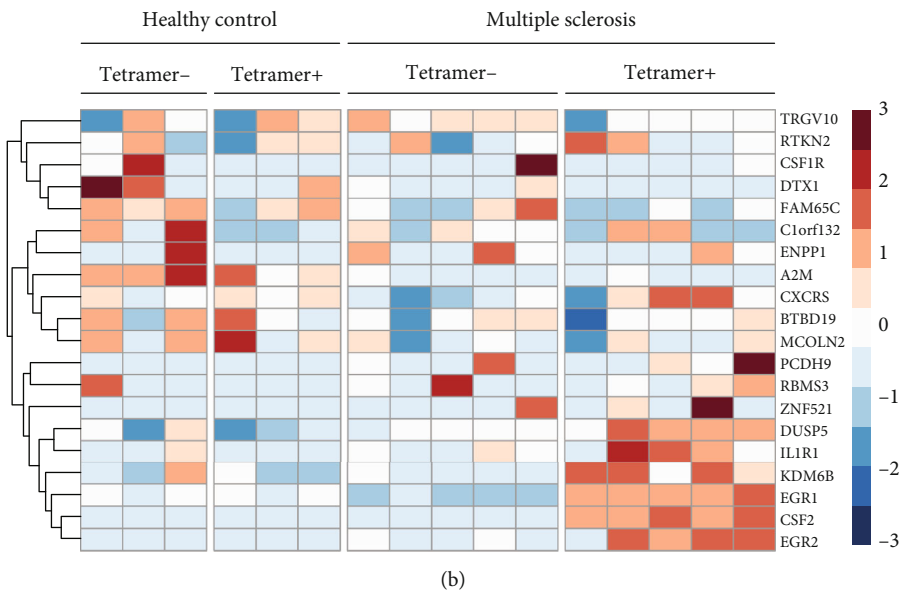 Healthy control Multiple sclerosis
Tetramer– Tetramer+ Tetramer– Tetramer+
TRGV10
RTKN2
CSF1R
DTX1
FAM65C
C1orf132
ENPP1
A2M
CXCRS
BTBD19
MCOLN2
PCDH9
RBMS3
ZNF521
DUSP5
IL1R1
KDM6B
EGR1
CSF2
EGR2
3
2
1
0
–1
–2
–3
(b)